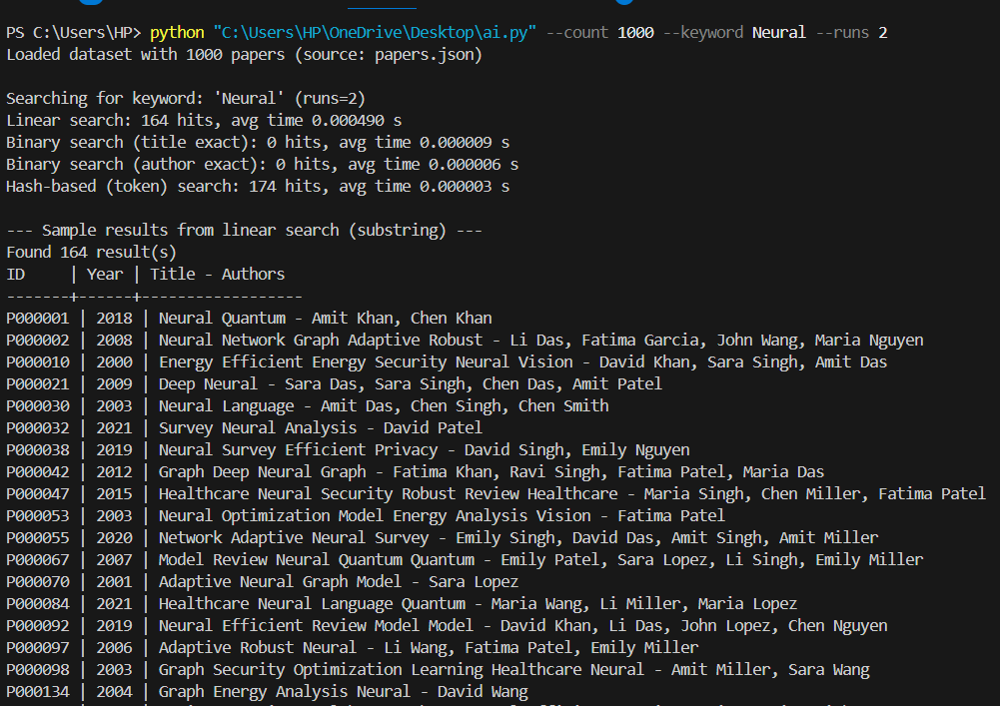 PS C:\Users\HP> python "C:\Users\HP\OneDrive\Desktop\ai.py" --count 1000 --keyword Neural --runs 2
Loaded dataset with 1000 papers (source: papers.json)
Searching for keyword: 'Neural' (runs=2)
Linear search: 164 hits, avg time 0.000490 s
Binary search (title exact): 0 hits, avg time 0.000009 s
Binary search (author exact): 0 hits, avg time 0.000006 s
Hash-based (token) search: 174 hits, avg time 0.000003 s
--- Sample results from linear search (substring) ---
Found 164 result(s)
ID     | Year | Title - Authors
-------+------+------------------
P000001 | 2018 | Neural Quantum - Amit Khan, Chen Khan
P000002 | 2008 | Neural Network Graph Adaptive Robust - Li Das, Fatima Garcia, John Wang, Maria Nguyen
P000010 | 2000 | Energy Efficient Energy Security Neural Vision - David Khan, Sara Singh, Amit Das
P000021 | 2009 | Deep Neural - Sara Das, Sara Singh, Chen Das, Amit Patel
P000030 | 2003 | Neural Language - Amit Das, Chen Singh, Chen Smith
P000032 | 2021 | Survey Neural Analysis - David Patel
P000038 | 2019 | Neural Survey Efficient Privacy - David Singh, Emily Nguyen
P000042 | 2012 | Graph Deep Neural Graph - Fatima Khan, Ravi Singh, Fatima Patel, Maria Das
P000047 | 2015 | Healthcare Neural Security Robust Review Healthcare - Maria Singh, Chen Miller, Fatima Patel
P000053 | 2003 | Neural Optimization Model Energy Analysis Vision - Fatima Patel
P000055 | 2020 | Network Adaptive Neural Survey - Emily Singh, David Das, Amit Singh, Amit Miller
P000067 | 2007 | Model Review Neural Quantum Quantum - Emily Patel, Sara Lopez, Li Singh, Emily Miller
P000070 | 2001 | Adaptive Neural Graph Model - Sara Lopez
P000084 | 2021 | Healthcare Neural Language Quantum - Maria Wang, Li Miller, Maria Lopez
P000092 | 2019 | Neural Efficient Review Model Model - David Khan, Li Das, John Lopez, Chen Nguyen
P000097 | 2006 | Adaptive Robust Neural - Li Wang, Fatima Patel, Emily Miller
P000098 | 2003 | Graph Security Optimization Learning Healthcare Neural - Amit Miller, Sara Wang
P000134 | 2004 | Graph Energy Analysis Neural - David Wang